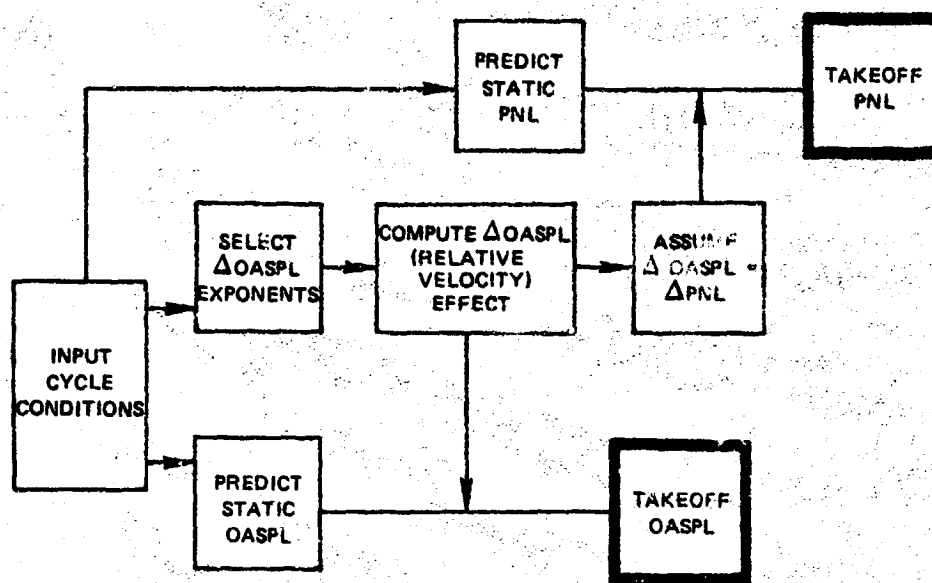 PREDICT
STATIC
PNL
TAKEOFF
PNL
SELECT
ΔOASPL
EXPONENTS
COMPUTE ΔOASPL
(RELATIVE
VELOCITY)
EFFECT
ASSUME
Δ OASPL =
ΔPNL
INPUT
CYCLE
CONDITIONS
PREDICT
STATIC
OASPL
TAKEOFF
OASPL